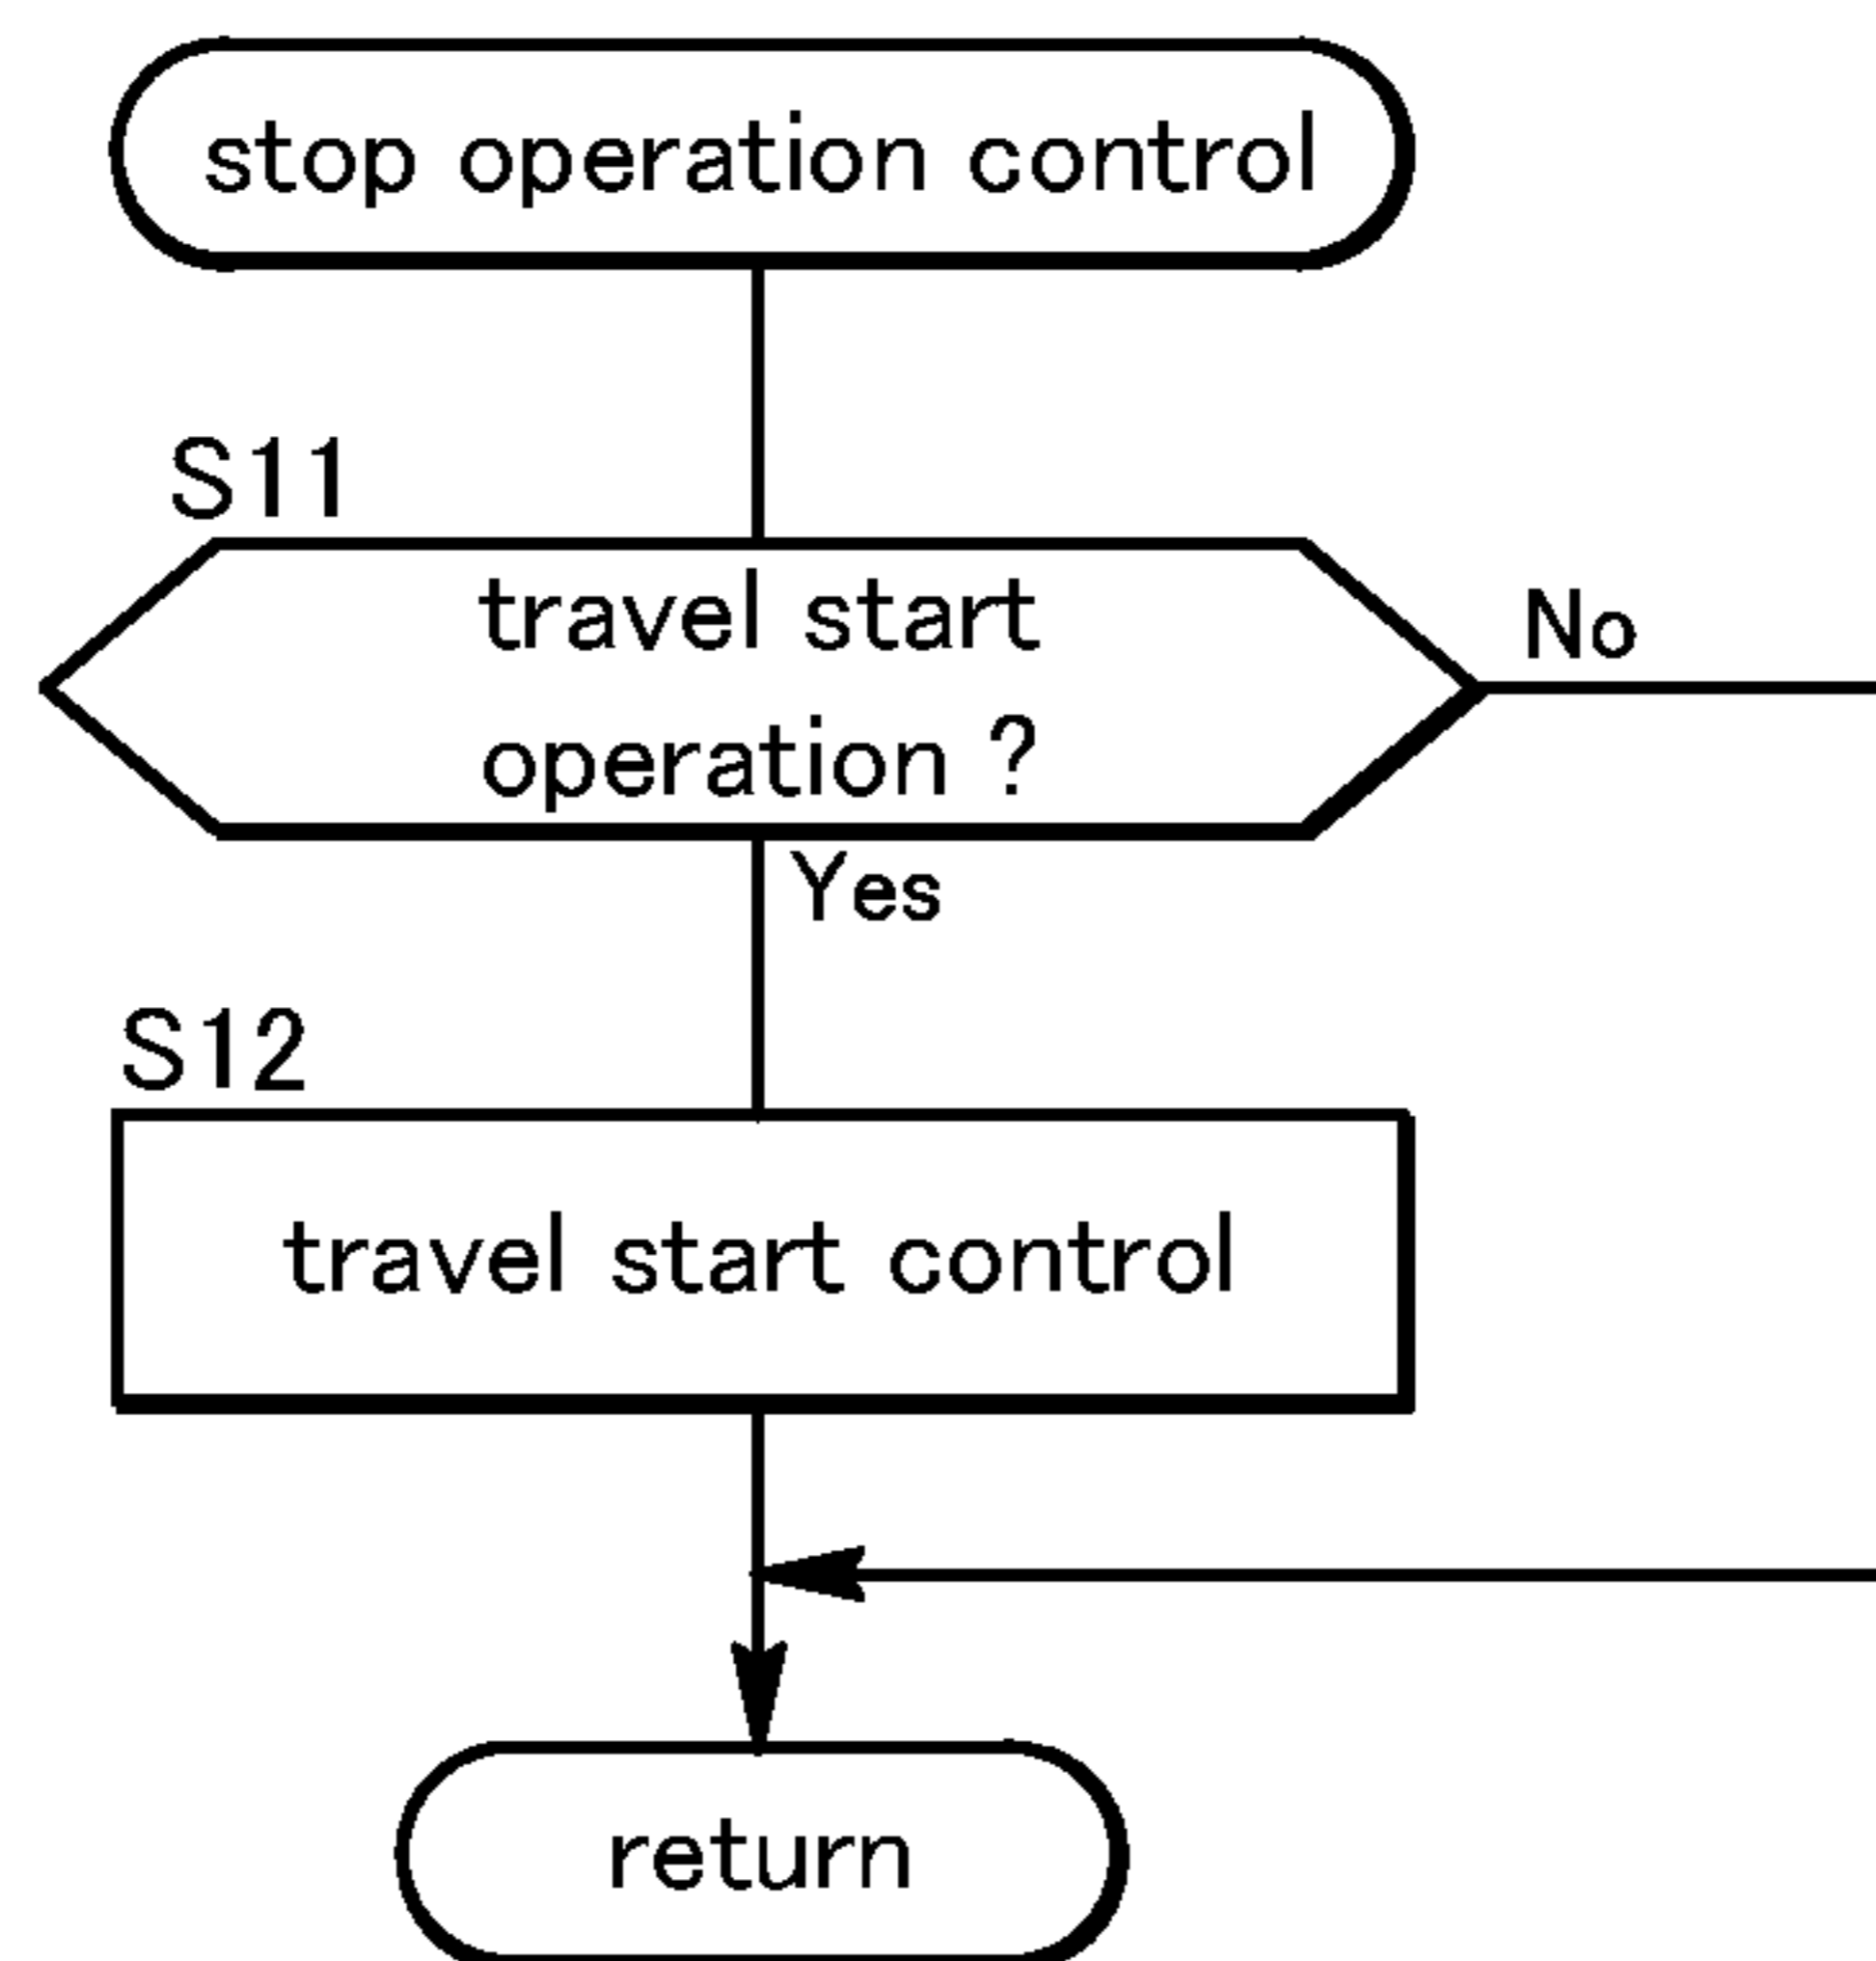 stop operation control
S11
travel start
operation ?
No
Yes
S12
travel start control
return